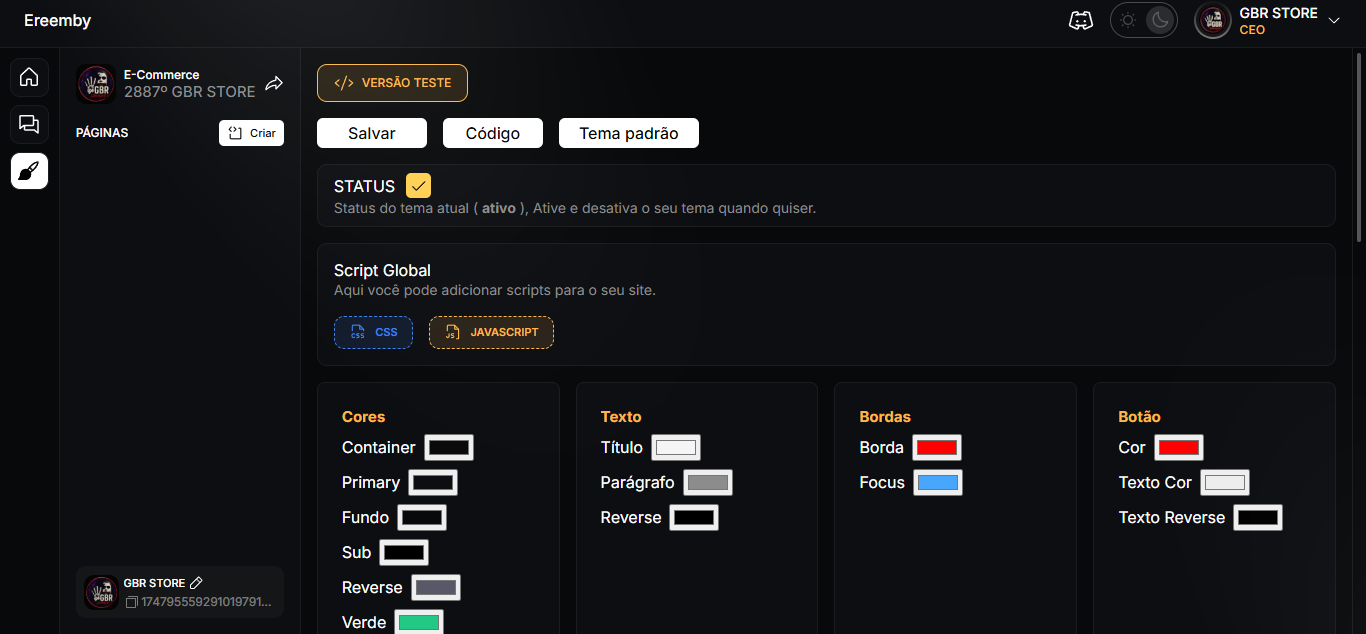 Ereemby
GBR STORE
CEO
E-Commerce
2887º GBR STORE
PÁGINAS
Criar
VERSÃO TESTE
Salvar
Código
Tema padrão
STATUS
Status do tema atual ( ativo ), Ative e desativa o seu tema quando quiser.
Script Global
Aqui você pode adicionar scripts para o seu site.
CSS
JAVASCRIPT
Cores
Container
Primary
Fundo
Sub
Reverse
Verde
Texto
Título
Parágrafo
Reverse
Bordas
Borda
Focus
Botão
Cor
Texto Cor
Texto Reverse
GBR STORE
174795559291019791...